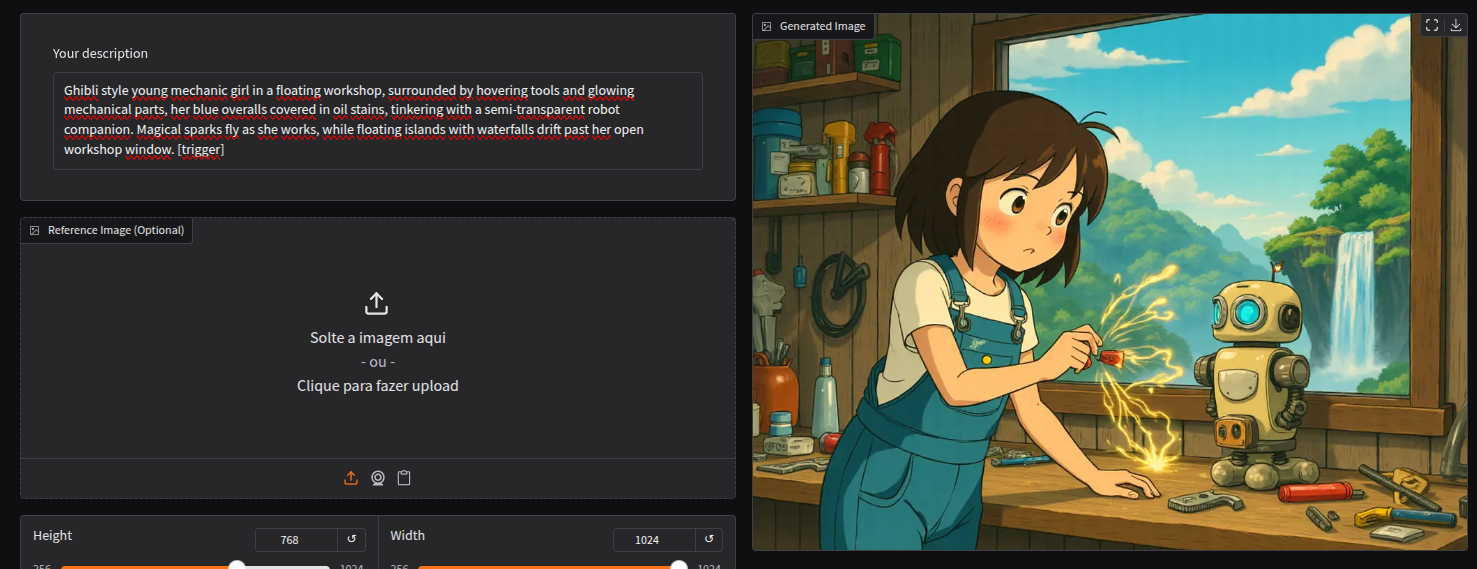 Your description
Ghibli style young mechanic girl in a floating workshop, surrounded by hovering tools and glowing
mechanical parts, her blue overalls covered in oil stains, tinkering with a semi-transparent robot
companion. Magical sparks fly as she works, while floating islands with waterfalls drift past her open
workshop window. [trigger]
Reference Image (Optional)
Solte a imagem aqui
- ou -
Clique para fazer upload
Height
768
Width
1024
256
1024
256
1024
Generated Image